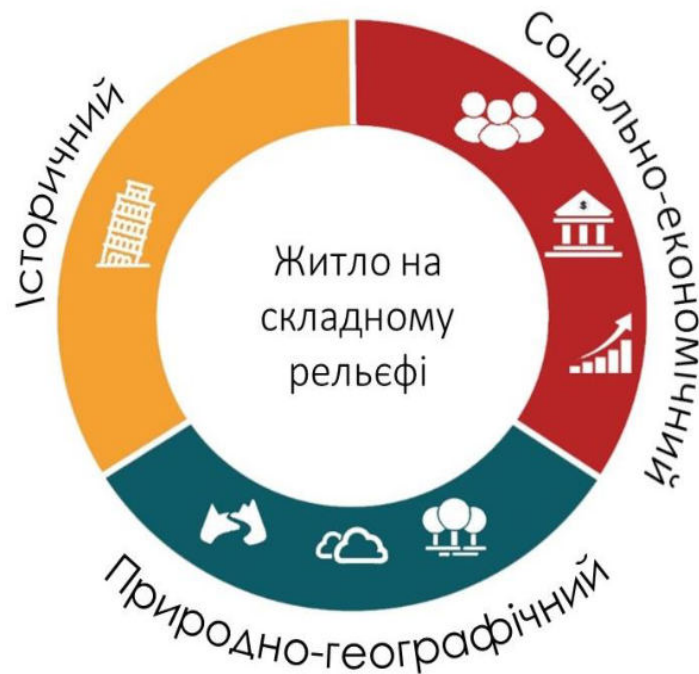 Історичний
Соціально-економічний
Житло на
складному
рельєфі
Природно-географічний
$